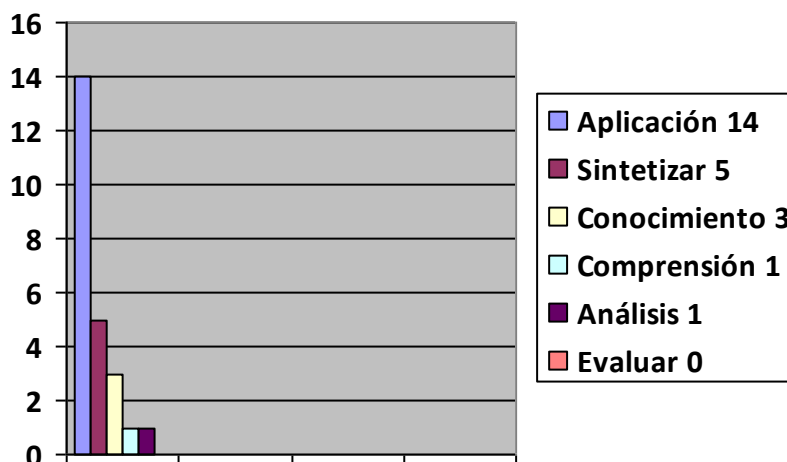 16
14
12
10
8
6
4
2
0
Aplicación 14
Sintetizar 5
Conocimiento 3
Comprensión 1
Análisis 1
Evaluar 0